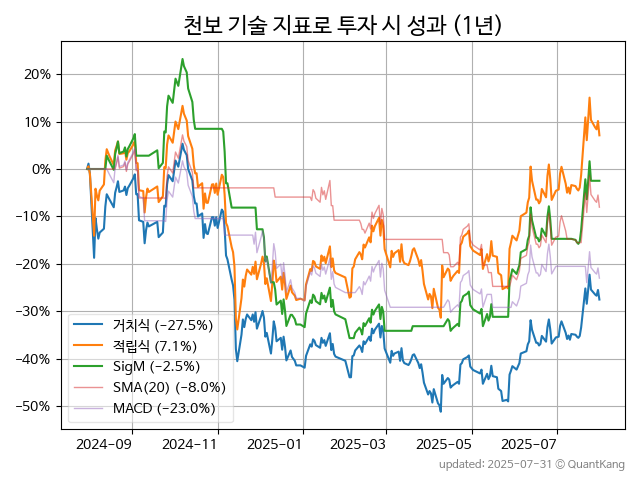 천보 기술 지표로 투자 시 성과 (1년)
20%
10%
0%
−10%
−20%
−30%
−40%
−50%
거치식 (−27.5%)
적립식 (7.1%)
SigM (−2.5%)
SMA(20) (−8.0%)
MACD (−23.0%)
2024−09
2024−11
2025−01
2025−03
2025−05
2025−07
updated: 2025-07-31 © QuantKang